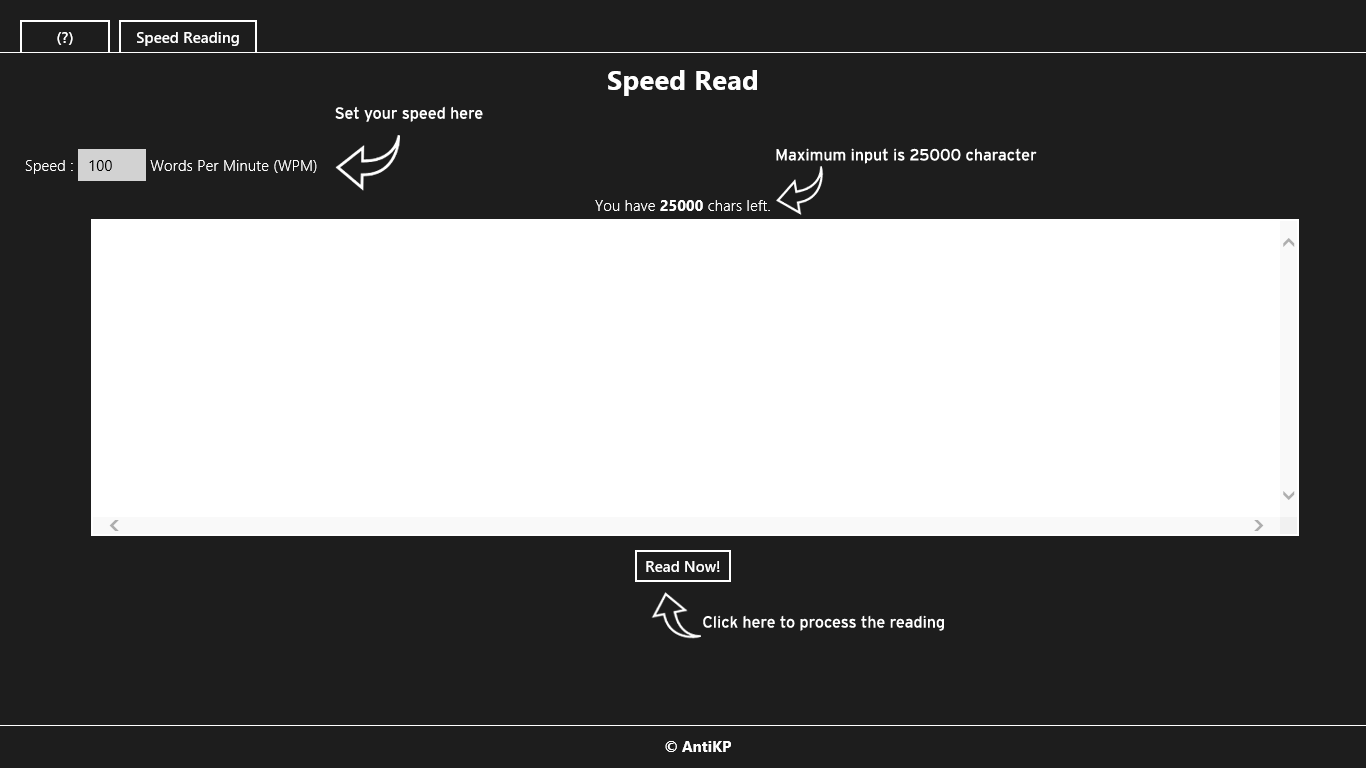 (?)
Speed Reading
Speed Read
Set your speed here
Speed : 100 Words Per Minute (WPM)
Maximum input is 25000 character
You have 25000 chars left.
Read Now!
Click here to process the reading
© AntiKP